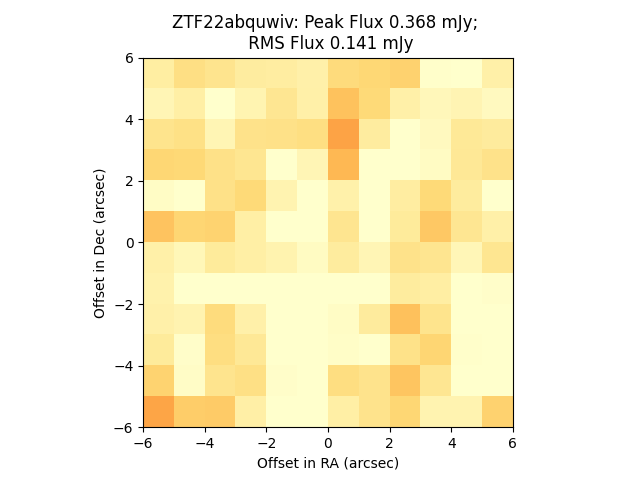 ZTF22abquwiv: Peak Flux 0.368 mJy;
RMS Flux 0.141 mJy
6
4
2
0
−2
−4
−6
Offset in Dec (arcsec)
−6 −4 −2 0 2 4 6
Offset in RA (arcsec)